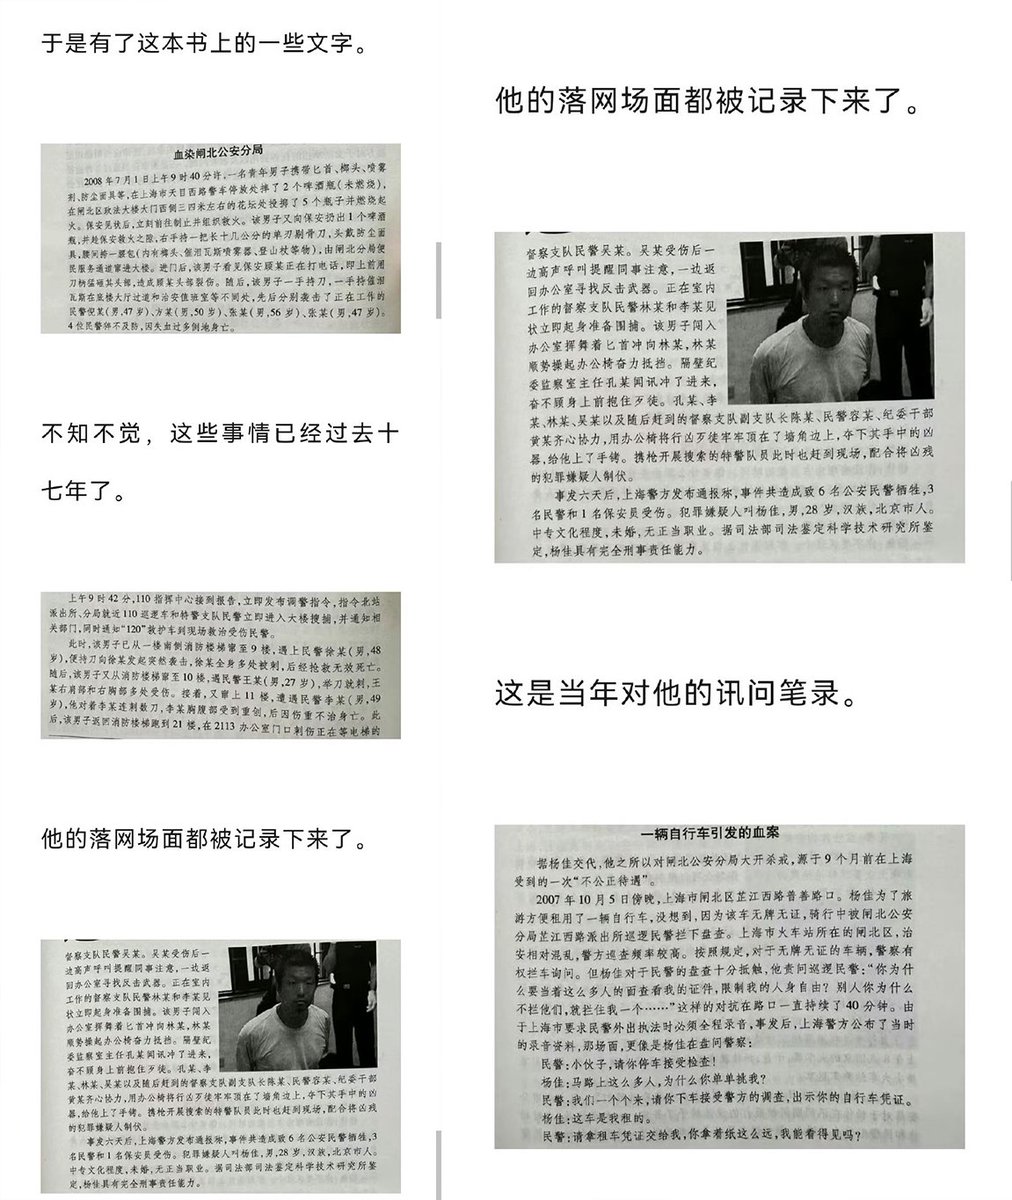 于是有了这本书上的一些文字。
血染闸北公安分局
2008年7月1日上午9时40分许,一名青年男子携带匕首、榔头、喷雾
剂、防尘面具等,在上海市天目西路警车停放处摔了2个啤酒瓶(未燃烧),
在闸北区政法大楼大门西侧三四米左右的花坛处投掷了5个瓶子并燃烧起
火。保安见状后,立刻前往制止并组织救火。该男子又向保安扔出1个啤酒
瓶,并趁保安救火之隙,右手持一把长十几公分的单刃剔骨刀,头戴防尘面
具,腰间挎一腰包(内有榔头、催泪瓦斯喷雾器、登山杖等物),由闸北分局便
民服务通道窜进大楼。进门后,该男子看见保安顾某正在打电话,即上前用
刀柄猛砸其头部,造成顾某头部裂伤。随后,该男子一手持刀,一手持催泪
瓦斯在底楼大厅过道和治安值班室等不同处,先后分别袭击了正在工作的
民警倪某(男,47岁)、方某(男,50岁)、张某(男,56岁)、张某(男,47岁)。
4位民警猝不及防,因失血过多倒地身亡。
不知不觉,这些事情已经过去十
七年了。
上午9时42分,110指挥中心接到报告,立即发布调警指令,指令北站
派出所、分局就近110巡逻车和特警支队民警立即进入大楼搜捕,并通知相
关部门,同时通知“120”救护车到现场救治受伤民警。
此时,该男子已从一楼南侧消防楼梯窜至9楼,遇上民警徐某(男,48
岁),便持刀向徐某发起突然袭击,徐某全身多处被刺,后经抢救无效死亡。
随后,该男子又从消防楼梯窜至10楼,遇民警王某(男,27岁),举刀就刺,王
某右肩部和右胸部多处受伤。接着,又窜上11楼,遭遇民警李某(男,49
岁),他对着李某连刺数刀,李某胸腹部受到重创,后因伤重不治身亡。此
后,该男子返回消防楼梯跑到21楼,在2113办公室门口刺伤正在等电梯的
他的落网场面都被记录下来了。
督察支队民警吴某。吴某受伤后一
边高声呼叫提醒同事注意,一边返
回办公室寻找反击武器。正在室内
工作的督察支队民警林某和李某见
状立即起身准备围捕。该男子闯入
办公室挥舞着匕首冲向林某,林某
顺势操起办公椅奋力抵挡。隔壁纪
委监察室主任孔某闻讯冲了进来,
奋不顾身上前抱住歹徒。孔某、李
某、林某、吴某以及随后赶到的督察支队副支队长陈某、民警容某、纪委干部
黄某齐心协力,用办公椅将行凶歹徒牢牢顶在了墙角边上,夺下其手中的凶
器,给他上了手铐。携枪开展搜索的特警队员此时也赶到现场,配合将凶残
的犯罪嫌疑人制伏。
事发六天后,上海警方发布通报称,事件共造成致6名公安民警牺牲,3
名民警和1名保安员受伤。犯罪嫌疑人叫杨佳,男,28岁,汉族,北京市人。
中专文化程度,未婚,无正当职业。据司法部司法鉴定科学技术研究所鉴
定,杨佳具有完全刑事责任能力。
他的落网场面都被记录下来了。
督察支队民警吴某。吴某受伤后一
边高声呼叫提醒同事注意,一边返
回办公室寻找反击武器。正在室内
工作的督察支队民警林某和李某见
状立即起身准备围捕。该男子闯入
办公室挥舞着匕首冲向林某,林某
顺势操起办公椅奋力抵挡。隔壁纪
委监察室主任孔某闻讯冲了进来,
奋不顾身上前抱住歹徒。孔某、李
某、林某、吴某以及随后赶到的督察支队副支队长陈某、民警容某、纪委干部
黄某齐心协力,用办公椅将行凶歹徒牢牢顶在了墙角边上,夺下其手中的凶
器,给他上了手铐。携枪开展搜索的特警队员此时也赶到现场,配合将凶残
的犯罪嫌疑人制伏。
事发六天后,上海警方发布通报称,事件共造成致6名公安民警牺牲,3
名民警和1名保安员受伤。犯罪嫌疑人叫杨佳,男,28岁,汉族,北京市人。
中专文化程度,未婚,无正当职业。据司法部司法鉴定科学技术研究所鉴
定,杨佳具有完全刑事责任能力。
这是当年对他的讯问笔录。
一辆自行车引发的血案
据杨佳交代,他之所以对闸北公安分局大开杀戒,源于9个月前在上海
受到的一次“不公正待遇”。
2007年10月5日傍晚,上海市闸北区芷江西路普善路口。杨佳为了旅
游方便租用了一辆自行车,没想到,因为该车无牌无证,骑行中被闸北公安
分局芷江西路派出所巡逻民警拦下盘查。上海市火车站所在的闸北区,治
安相对混乱,警方巡查频率较高。按照规定,对于无牌无证的车辆,警察有
权拦车询问。但杨佳对于民警的盘查十分抵触,他责问巡逻民警:“你为什
么要当着这么多人的面查看我的证件,限制我的人身自由?别人你为什么
不拦他们,就拦住我一个……”这样的对抗在路口一直持续了40分钟。由
于上海市要求民警外出执法时必须全程录音,事发后,上海警方公布了当时
的录音资料,那场面,更像是杨佳在盘问警察:
民警:小伙子,请你停车接受检查!
杨佳:马路上这么多人,为什么你单单挑我?
民警:我们一个个来,请你下车接受警方的调查,出示你的自行车凭证。
杨佳:这车是我租的。
民警:请拿租车凭证交给我,你拿着纸这么远,我能看得见吗?